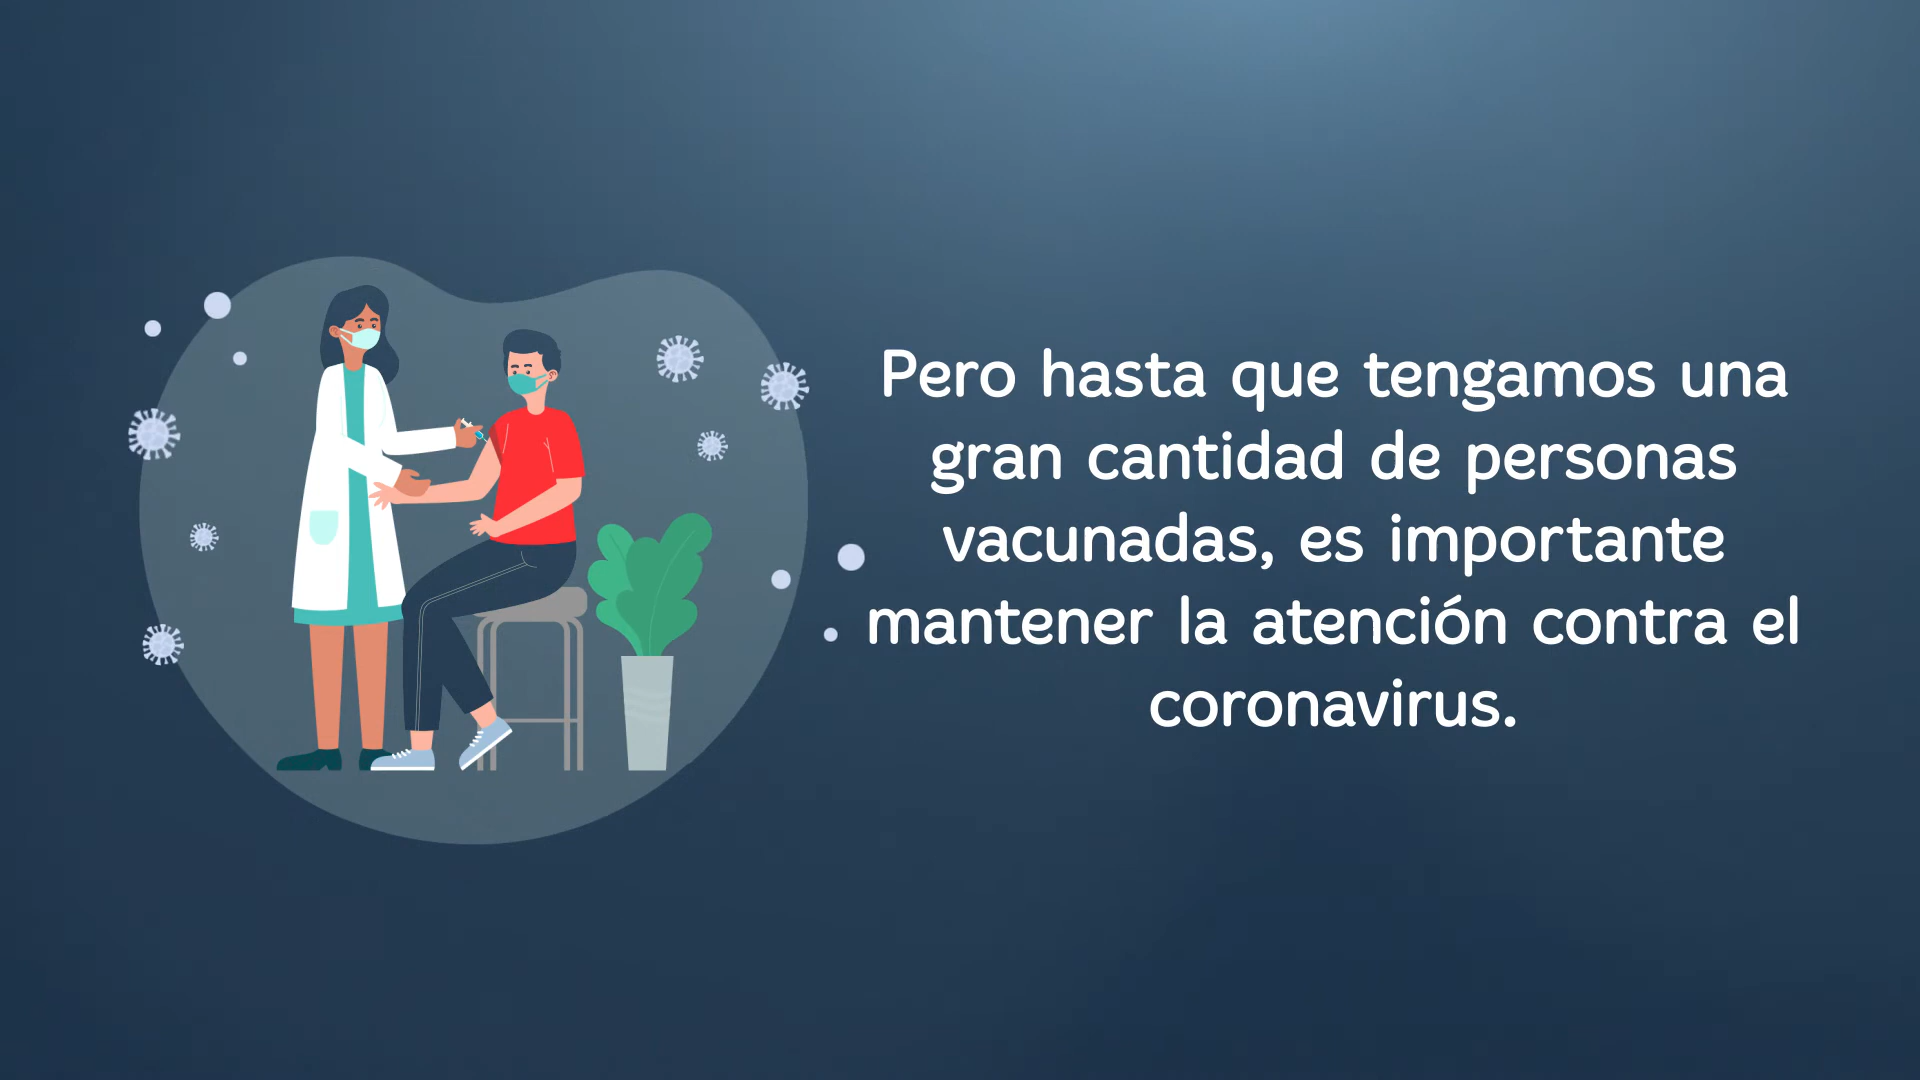 Pero hasta que tengamos una
gran cantidad de personas
vacunadas, es importante
mantener la atención contra el
coronavirus.